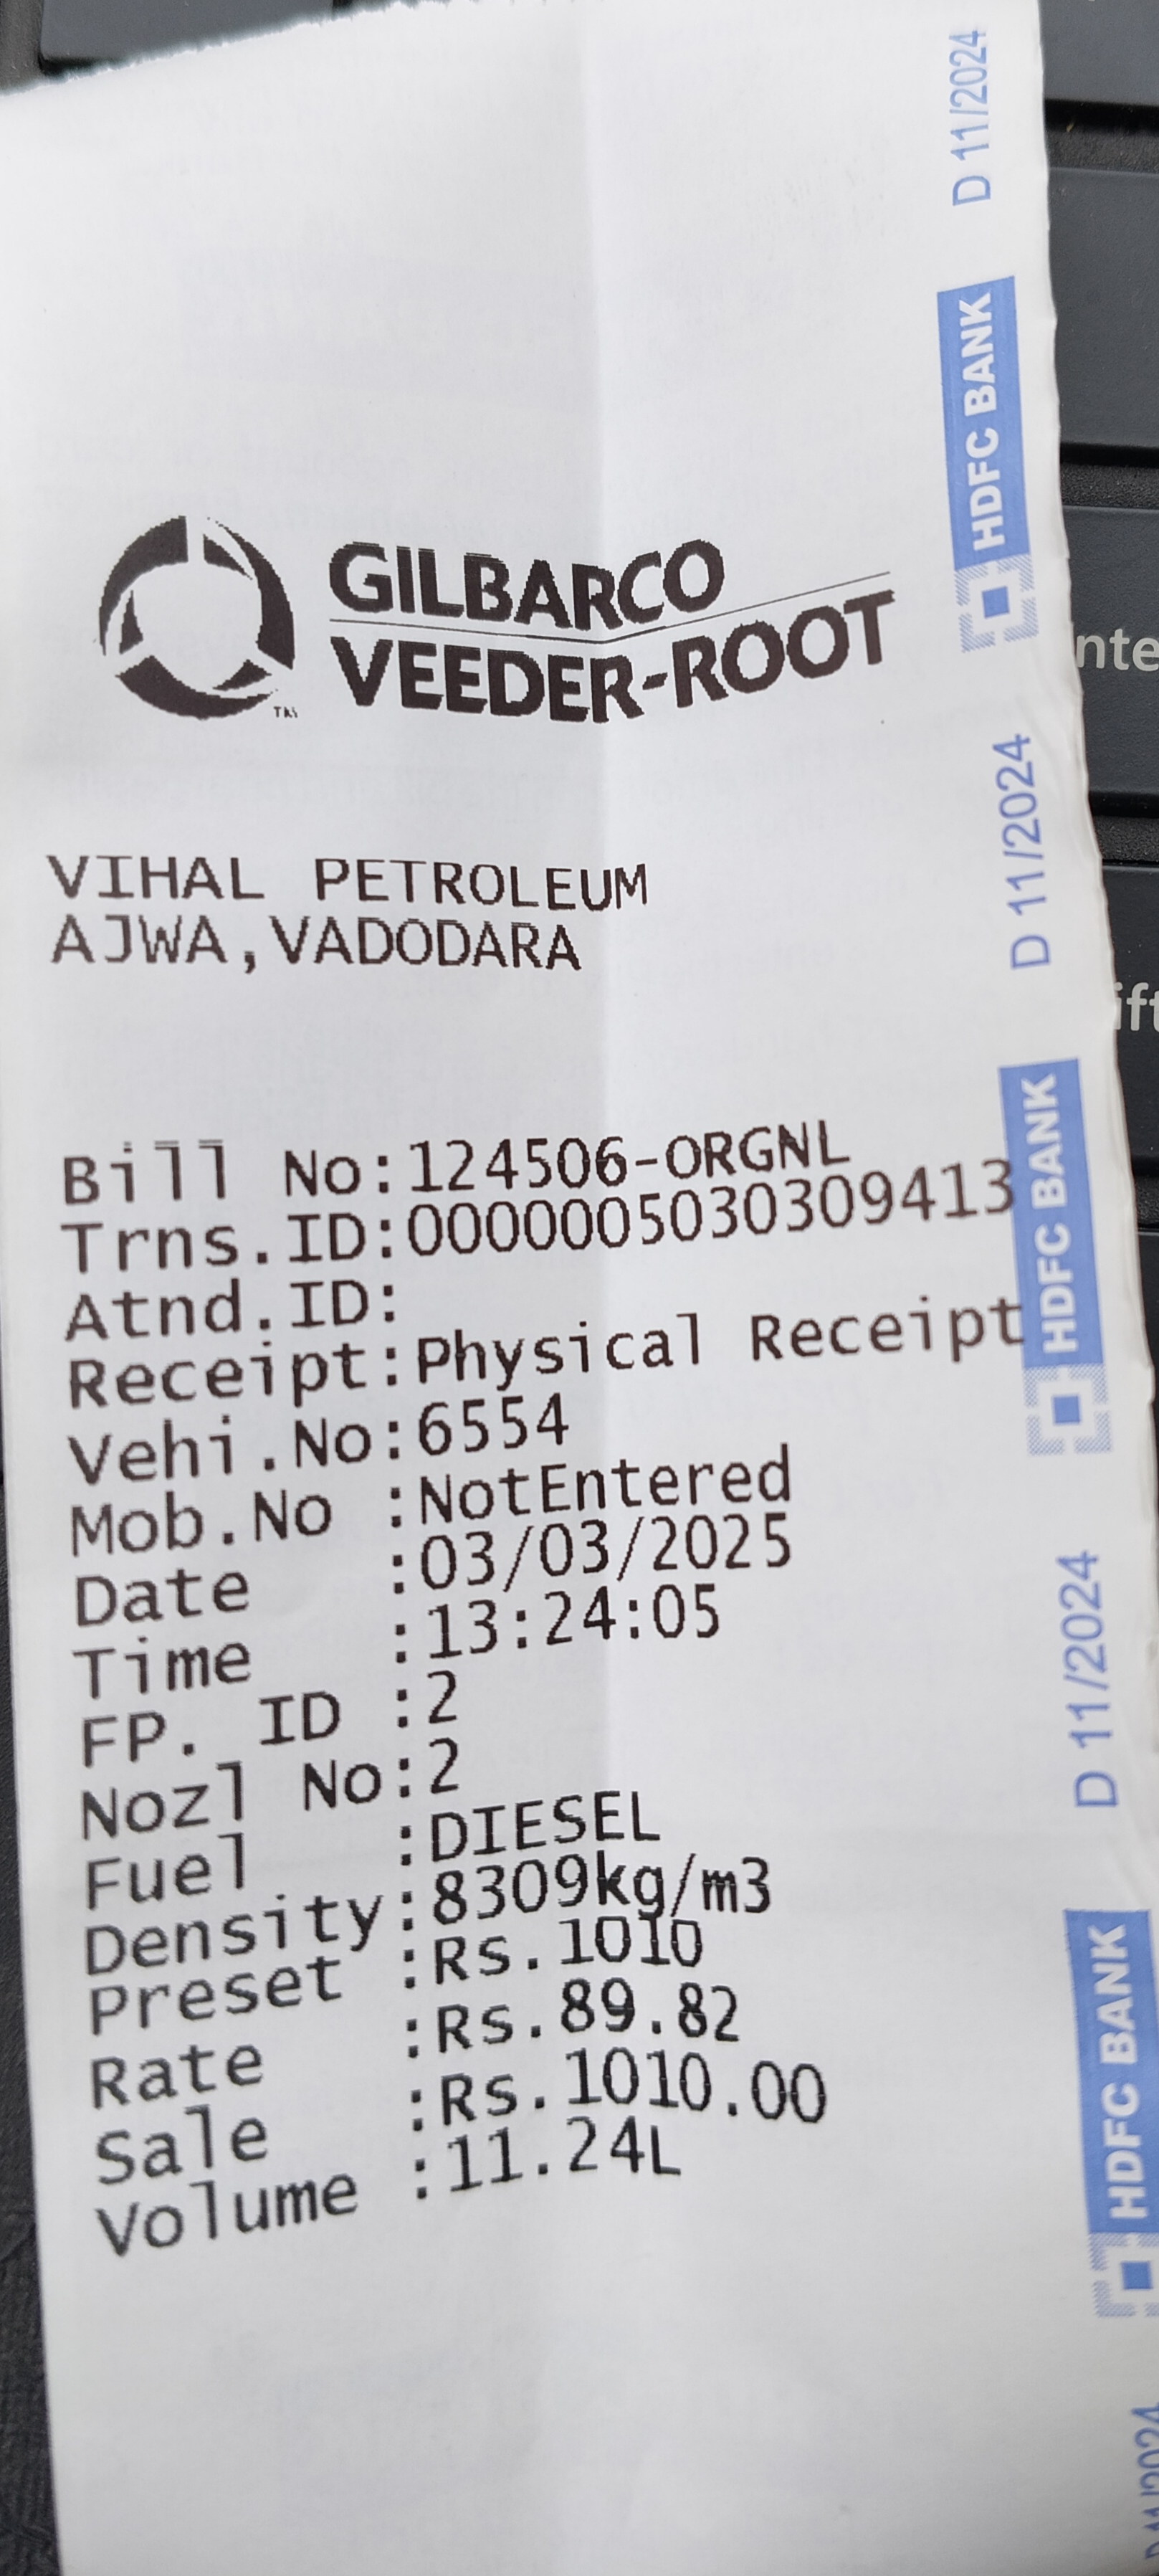 GILBARCO
VEEDER-ROOT
VIHAL PETROLEUM
AJWA,VADODARA
Bill No:124506-ORGNL
Trns.ID:0000005030309413
Atnd.ID:
Receipt:Physical Receipt
Vehi.No:6554
Mob.No :NotEntered
Date :03/03/2025
Time :13:24:05
FP. ID :2
Nozl No:2
Fuel :DIESEL
Density:8309kg/m3
Preset :Rs.1010
Rate :Rs.89.82
Sale :Rs.1010.00
Volume :11.24L
D 11/2024
HDFC BANK
D 11/2024
HDFC BANK
D 11/2024
HDFC BANK